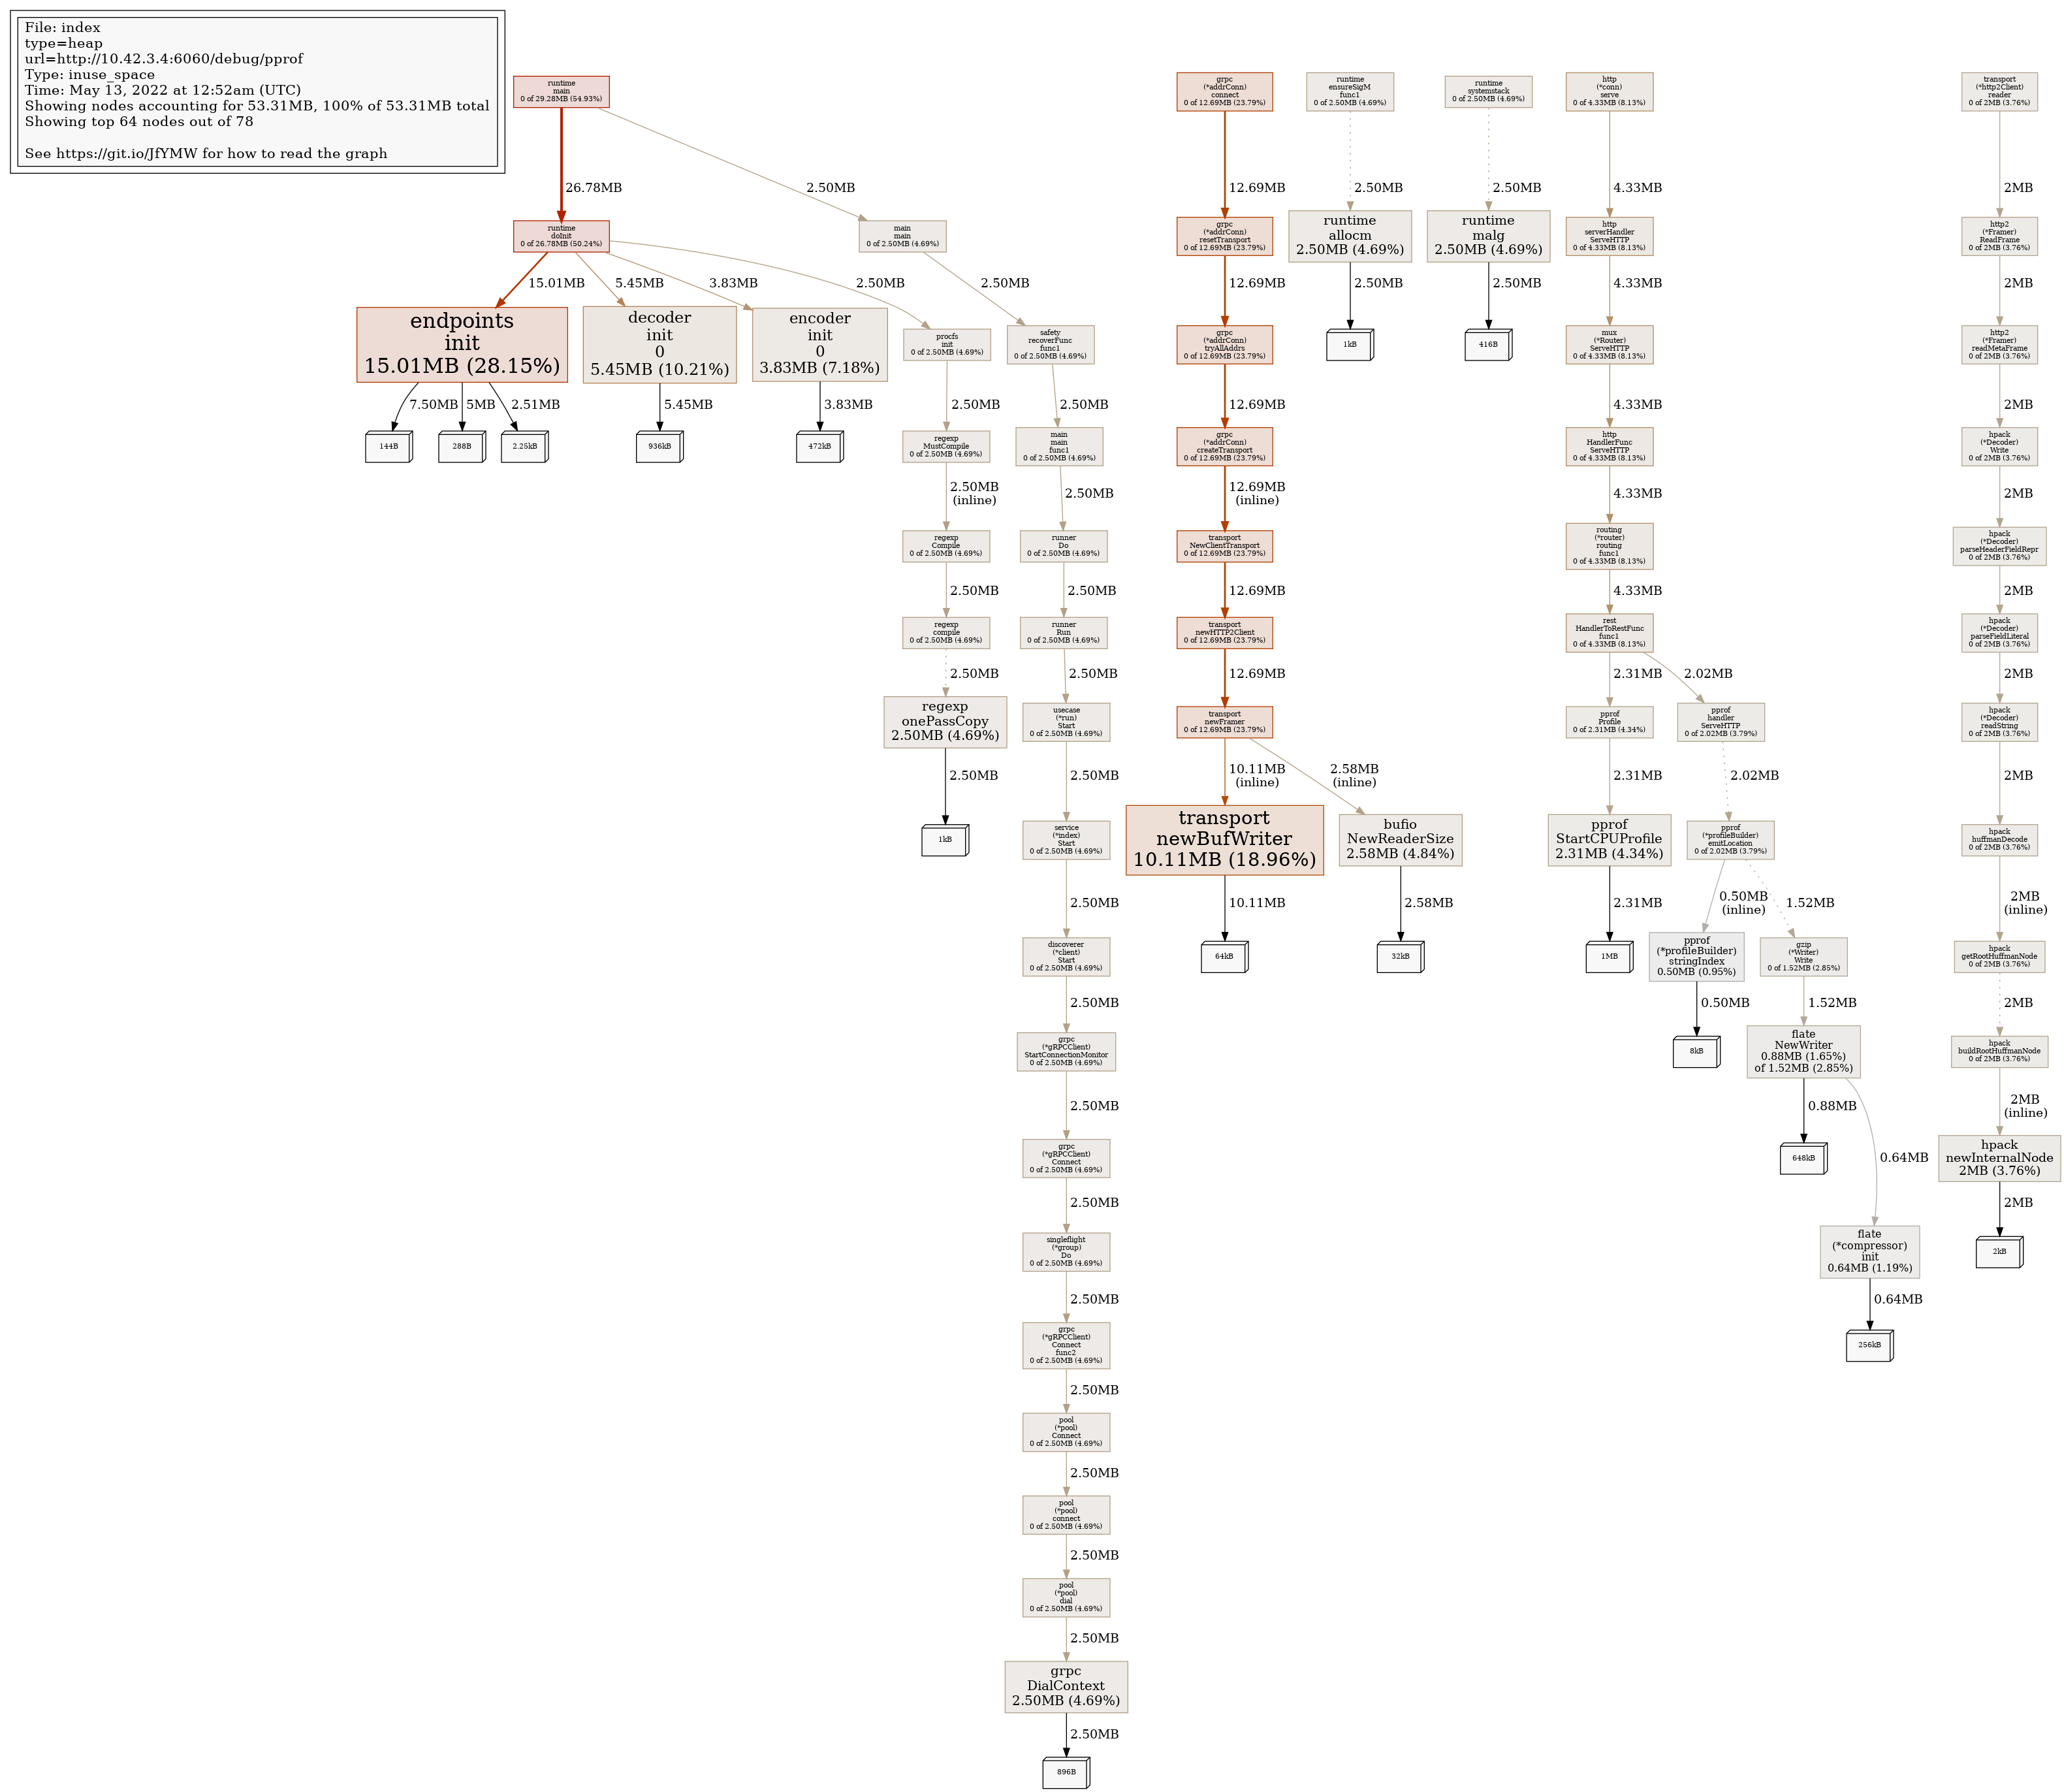 File: index
type=heap
url=http://10.42.3.4:6060/debug/pprof
Type: inuse_space
Time: May 13, 2022 at 12:52am (UTC)
Showing nodes accounting for 53.31MB, 100% of 53.31MB total
Showing top 64 nodes out of 78
See https://git.io/JfYMW for how to read the graph
runtime
main
0 of 29.28MB (54.93%)
26.78MB
2.50MB
runtime
doInit
0 of 26.78MB (50.24%)
main
main
0 of 2.50MB (4.69%)
15.01MB
5.45MB
3.83MB
2.50MB
2.50MB
endpoints
init
15.01MB (28.15%)
7.50MB
5MB
2.51MB
144B
288B
2.25kB
decoder
init
0
5.45MB (10.21%)
5.45MB
936kB
encoder
init
0
3.83MB (7.18%)
3.83MB
472kB
procfs
init
0 of 2.50MB (4.69%)
2.50MB
regexp
MustCompile
0 of 2.50MB (4.69%)
2.50MB
(inline)
regexp
Compile
0 of 2.50MB (4.69%)
2.50MB
regexp
compile
0 of 2.50MB (4.69%)
2.50MB
regexp
onePassCopy
2.50MB (4.69%)
2.50MB
1kB
safety
recoverFunc
func1
0 of 2.50MB (4.69%)
2.50MB
main
main
func1
0 of 2.50MB (4.69%)
2.50MB
runner
Do
0 of 2.50MB (4.69%)
2.50MB
runner
Run
0 of 2.50MB (4.69%)
2.50MB
usecase
(*run)
Start
0 of 2.50MB (4.69%)
2.50MB
service
(*index)
Start
0 of 2.50MB (4.69%)
2.50MB
discoverer
(*client)
Start
0 of 2.50MB (4.69%)
2.50MB
grpc
(*gRPCClient)
StartConnectionMonitor
0 of 2.50MB (4.69%)
2.50MB
grpc
(*gRPCClient)
Connect
0 of 2.50MB (4.69%)
2.50MB
singleflight
(*group)
Do
0 of 2.50MB (4.69%)
2.50MB
grpc
(*gRPCClient)
Connect
func2
0 of 2.50MB (4.69%)
2.50MB
pool
(*pool)
Connect
0 of 2.50MB (4.69%)
2.50MB
pool
(*pool)
connect
0 of 2.50MB (4.69%)
2.50MB
pool
(*pool)
dial
0 of 2.50MB (4.69%)
2.50MB
grpc
DialContext
2.50MB (4.69%)
2.50MB
896B
grpc
(*addrConn)
connect
0 of 12.69MB (23.79%)
12.69MB
grpc
(*addrConn)
resetTransport
0 of 12.69MB (23.79%)
12.69MB
grpc
(*addrConn)
tryAllAddrs
0 of 12.69MB (23.79%)
12.69MB
grpc
(*addrConn)
createTransport
0 of 12.69MB (23.79%)
12.69MB
(inline)
transport
NewClientTransport
0 of 12.69MB (23.79%)
12.69MB
transport
newHTTP2Client
0 of 12.69MB (23.79%)
12.69MB
transport
newFramer
0 of 12.69MB (23.79%)
10.11MB
(inline)
2.58MB
(inline)
transport
newBufWriter
10.11MB (18.96%)
10.11MB
64kB
bufio
NewReaderSize
2.58MB (4.84%)
2.58MB
32kB
runtime
ensureSigM
func1
0 of 2.50MB (4.69%)
2.50MB
runtime
allocm
2.50MB (4.69%)
2.50MB
1kB
runtime
systemstack
0 of 2.50MB (4.69%)
2.50MB
runtime
malg
2.50MB (4.69%)
2.50MB
416B
http
(*conn)
serve
0 of 4.33MB (8.13%)
4.33MB
http
serverHandler
ServeHTTP
0 of 4.33MB (8.13%)
4.33MB
mux
(*Router)
ServeHTTP
0 of 4.33MB (8.13%)
4.33MB
http
HandlerFunc
ServeHTTP
0 of 4.33MB (8.13%)
4.33MB
routing
(*router)
routing
func1
0 of 4.33MB (8.13%)
4.33MB
rest
HandlerToRestFunc
func1
0 of 4.33MB (8.13%)
2.31MB
2.02MB
pprof
Profile
0 of 2.31MB (4.34%)
2.31MB
pprof
StartCPUProfile
2.31MB (4.34%)
2.31MB
1MB
pprof
handler
ServeHTTP
0 of 2.02MB (3.79%)
2.02MB
pprof
(*profileBuilder)
emitLocation
0 of 2.02MB (3.79%)
0.50MB
(inline)
1.52MB
pprof
(*profileBuilder)
stringIndex
0.50MB (0.95%)
0.50MB
8kB
gzip
(*Writer)
Write
0 of 1.52MB (2.85%)
1.52MB
flate
NewWriter
0.88MB (1.65%)
of 1.52MB (2.85%)
0.88MB
648kB
0.64MB
flate
(*compressor)
init
0.64MB (1.19%)
0.64MB
256kB
transport
(*http2Client)
reader
0 of 2MB (3.76%)
2MB
http2
(*Framer)
ReadFrame
0 of 2MB (3.76%)
2MB
http2
(*Framer)
readMetaFrame
0 of 2MB (3.76%)
2MB
hpack
(*Decoder)
Write
0 of 2MB (3.76%)
2MB
hpack
(*Decoder)
parseHeaderFieldRepr
0 of 2MB (3.76%)
2MB
hpack
(*Decoder)
parseFieldLiteral
0 of 2MB (3.76%)
2MB
hpack
(*Decoder)
readString
0 of 2MB (3.76%)
2MB
hpack
huffmanDecode
0 of 2MB (3.76%)
2MB
(inline)
hpack
getRootHuffmanNode
0 of 2MB (3.76%)
2MB
hpack
buildRootHuffmanNode
0 of 2MB (3.76%)
2MB
(inline)
hpack
newInternalNode
2MB (3.76%)
2MB
2kB